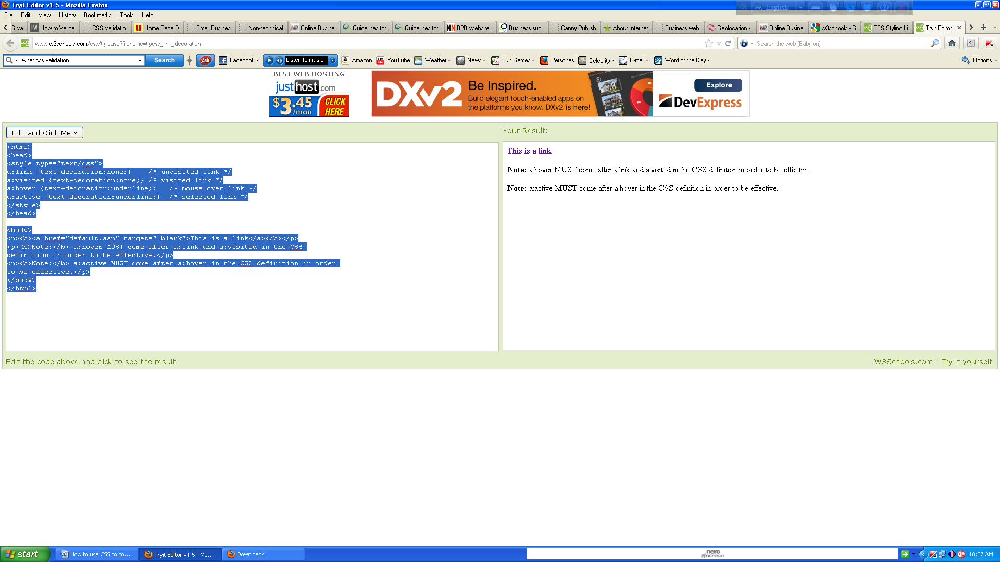 Tryit Editor v1.5 - Mozilla Firefox
English
File Edit View History Bookmarks Tools Help
S va... How to Valida... CSS Validatio... Home Page D... Small Busines... Non-technical... Online Busine... Guidelines for ... Guidelines for ... B2B Website ... Business sup... Canny Publish... About Internet... Business web... Geolocation - ... Online Busine... w3schools - G... CSS Styling Li... Tryit Editor...
www.w3schools.com/css/tryit.asp?filename=trycss_link_decoration
Search the web (Babylon)
what css validation Search Ask Facebook Listen to music Amazon YouTube Weather News Fun Games Personas Celebrity E-mail Word of the Day Options
BEST WEB HOSTING
justhost.com
$3.45/mon CLICK HERE
DXv2 Be Inspired.
Build elegant touch-enabled apps on
the platforms you know. DXv2 is here!
Explore
DevExpress
Edit and Click Me »
Your Result:
<html>
<head>
<style type="text/css">
a:link {text-decoration:none;}    /* unvisited link */
a:visited {text-decoration:none;} /* visited link */
a:hover {text-decoration:underline;}   /* mouse over link */
a:active {text-decoration:underline;}  /* selected link */
</style>
</head>
<body>
<p><b><a href="default.asp" target="_blank">This is a link</a></b></p>
<p><b>Note:</b> a:hover MUST come after a:link and a:visited in the CSS
definition in order to be effective.</p>
<p><b>Note:</b> a:active MUST come after a:hover in the CSS definition in order
to be effective.</p>
</body>
</html>
This is a link
Note: a:hover MUST come after a:link and a:visited in the CSS definition in order to be effective.
Note: a:active MUST come after a:hover in the CSS definition in order to be effective.
Edit the code above and click to see the result.
W3Schools.com - Try it yourself
start How to use CSS to co... Tryit Editor v1.5 - Mo... Downloads nero SEARCH 10:27 AM